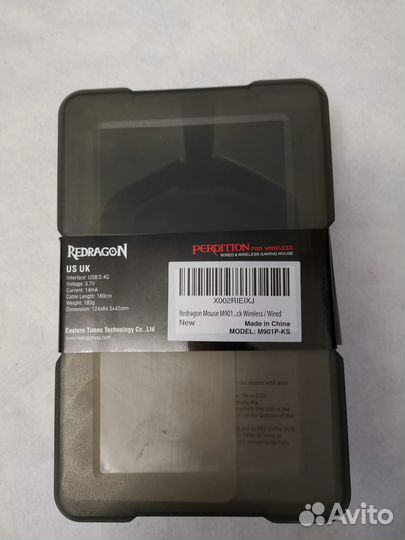 REDRAGON
PERDITION PRO WIRELESS
WIRED & WIRELESS GAMING MOUSE
US UK
Interface: USB/2.4G
Voltage: 3.7V
Current: 14mA
Cable Length: 180cm
Weight: 183g
Dimension: 124x84.5x42mm
Eastern Times Technology Co., Ltd.
X002RIEIXJ
Redragon Mouse M901...ck Wireless / Wired
New
Made in China
MODEL: M901P-KS
Avito